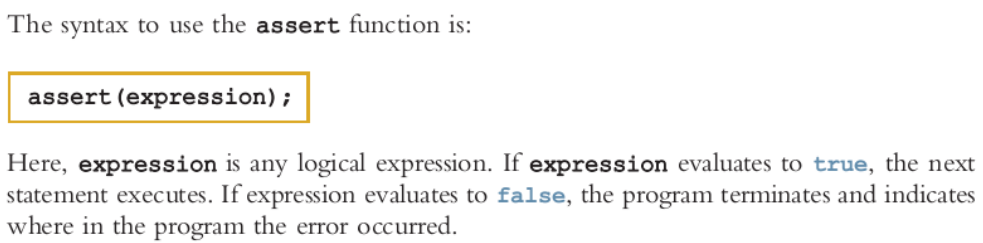 The syntax to use the assert function is:
assert(expression);
Here, expression is any logical expression. If expression evaluates to true, the next
statement executes. If expression evaluates to false, the program terminates and indicates
where in the program the error occurred.